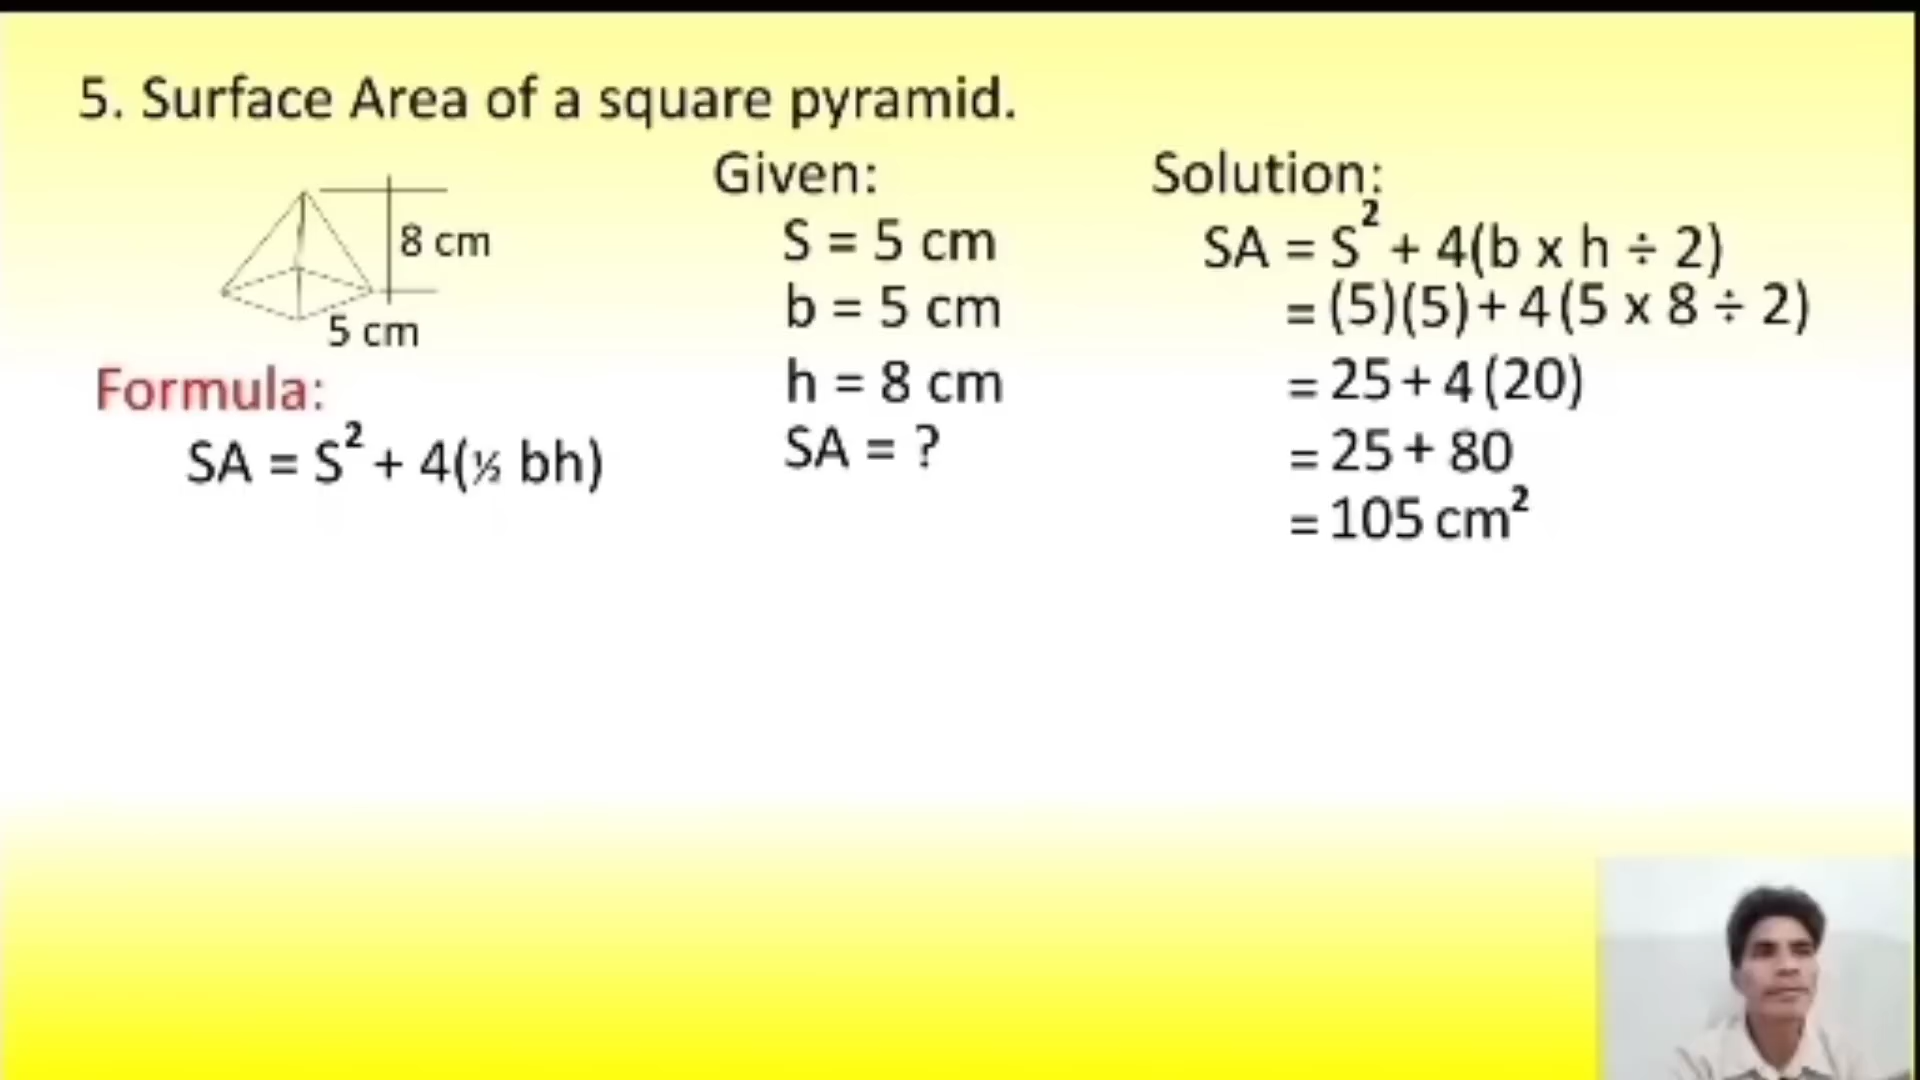 5. Surface Area of a square pyramid.
8 cm
5 cm
Formula:
SA = S² + 4(½ bh)
Given:
S = 5 cm
b = 5 cm
h = 8 cm
SA = ?
Solution:
SA = S² + 4(b x h ÷ 2)
= (5)(5) + 4 (5 x 8 ÷ 2)
= 25 + 4 (20)
= 25 + 80
= 105 cm²